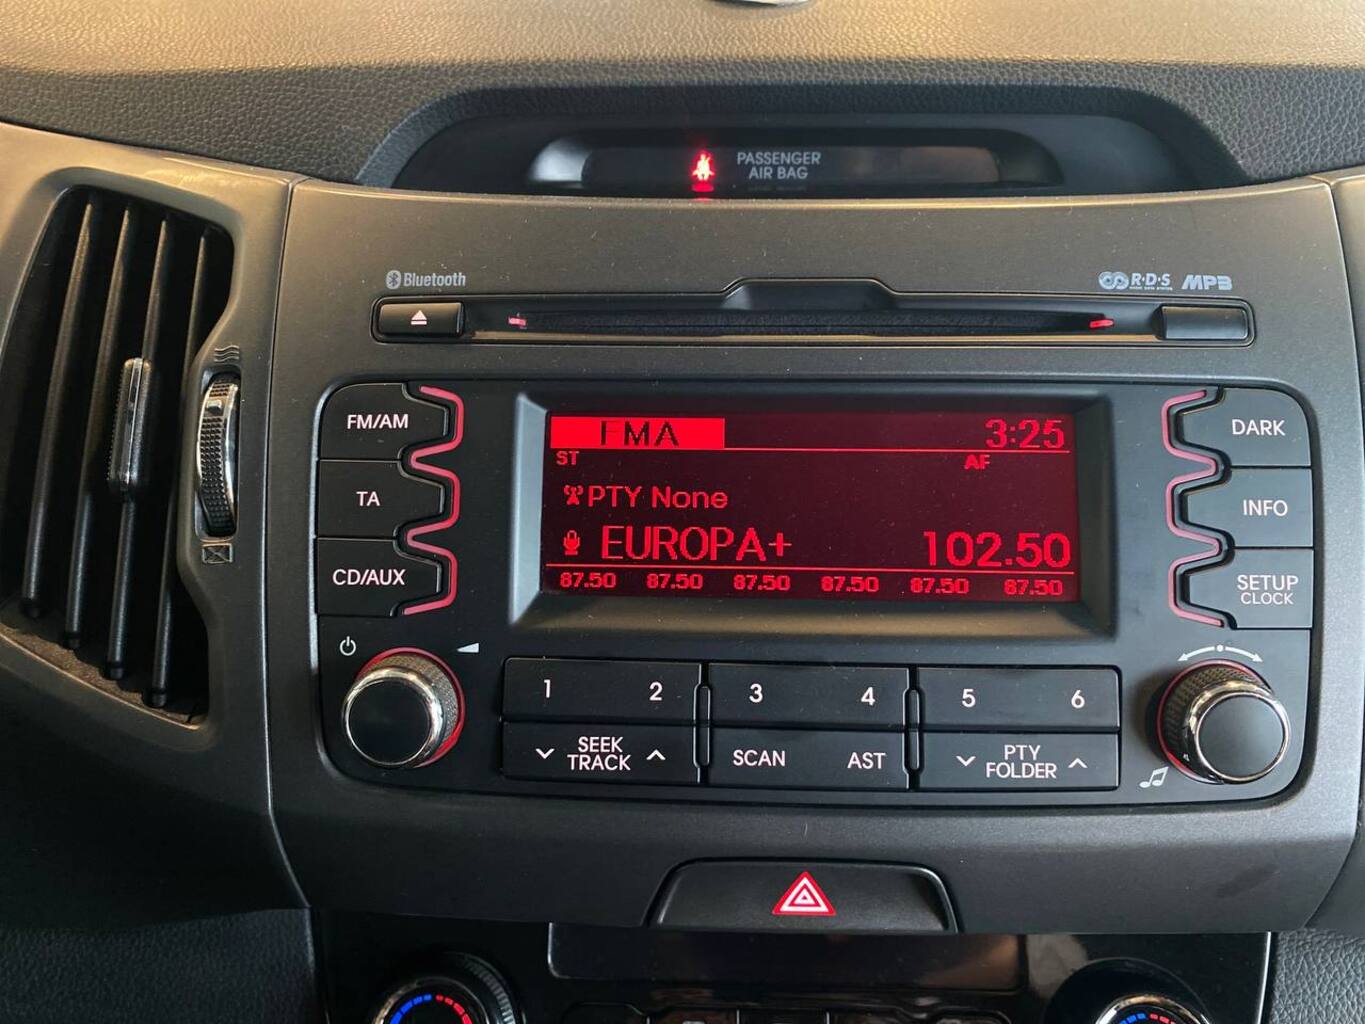 PASSENGER
AIR BAG
Bluetooth
R·D·S MP3
FM/AM
TA
CD/AUX
FMA 3:25
ST AF
PTY None
EUROPA+ 102.50
87.50 87.50 87.50 87.50 87.50 87.50
DARK
INFO
SETUP
CLOCK
1 2 3 4 5 6
SEEK
TRACK
SCAN AST
PTY
FOLDER